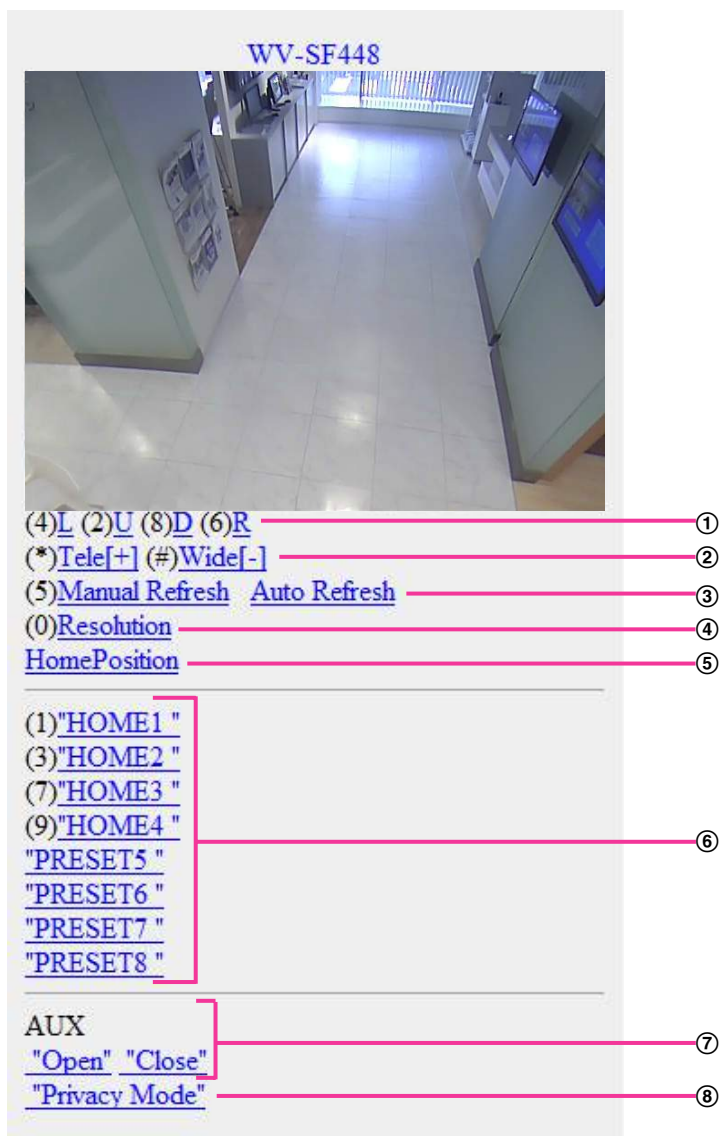 WV-SF448
(4)L (2)U (8)D (6)R ①
(*)Tele[+] (#)Wide[-] ②
(5)Manual Refresh Auto Refresh ③
(0)Resolution ④
HomePosition ⑤
(1)"HOME1 "
(3)"HOME2 "
(7)"HOME3 "
(9)"HOME4 "
"PRESET5 " ⑥
"PRESET6 "
"PRESET7 "
"PRESET8 "
AUX
"Open" "Close" ⑦
"Privacy Mode" ⑧